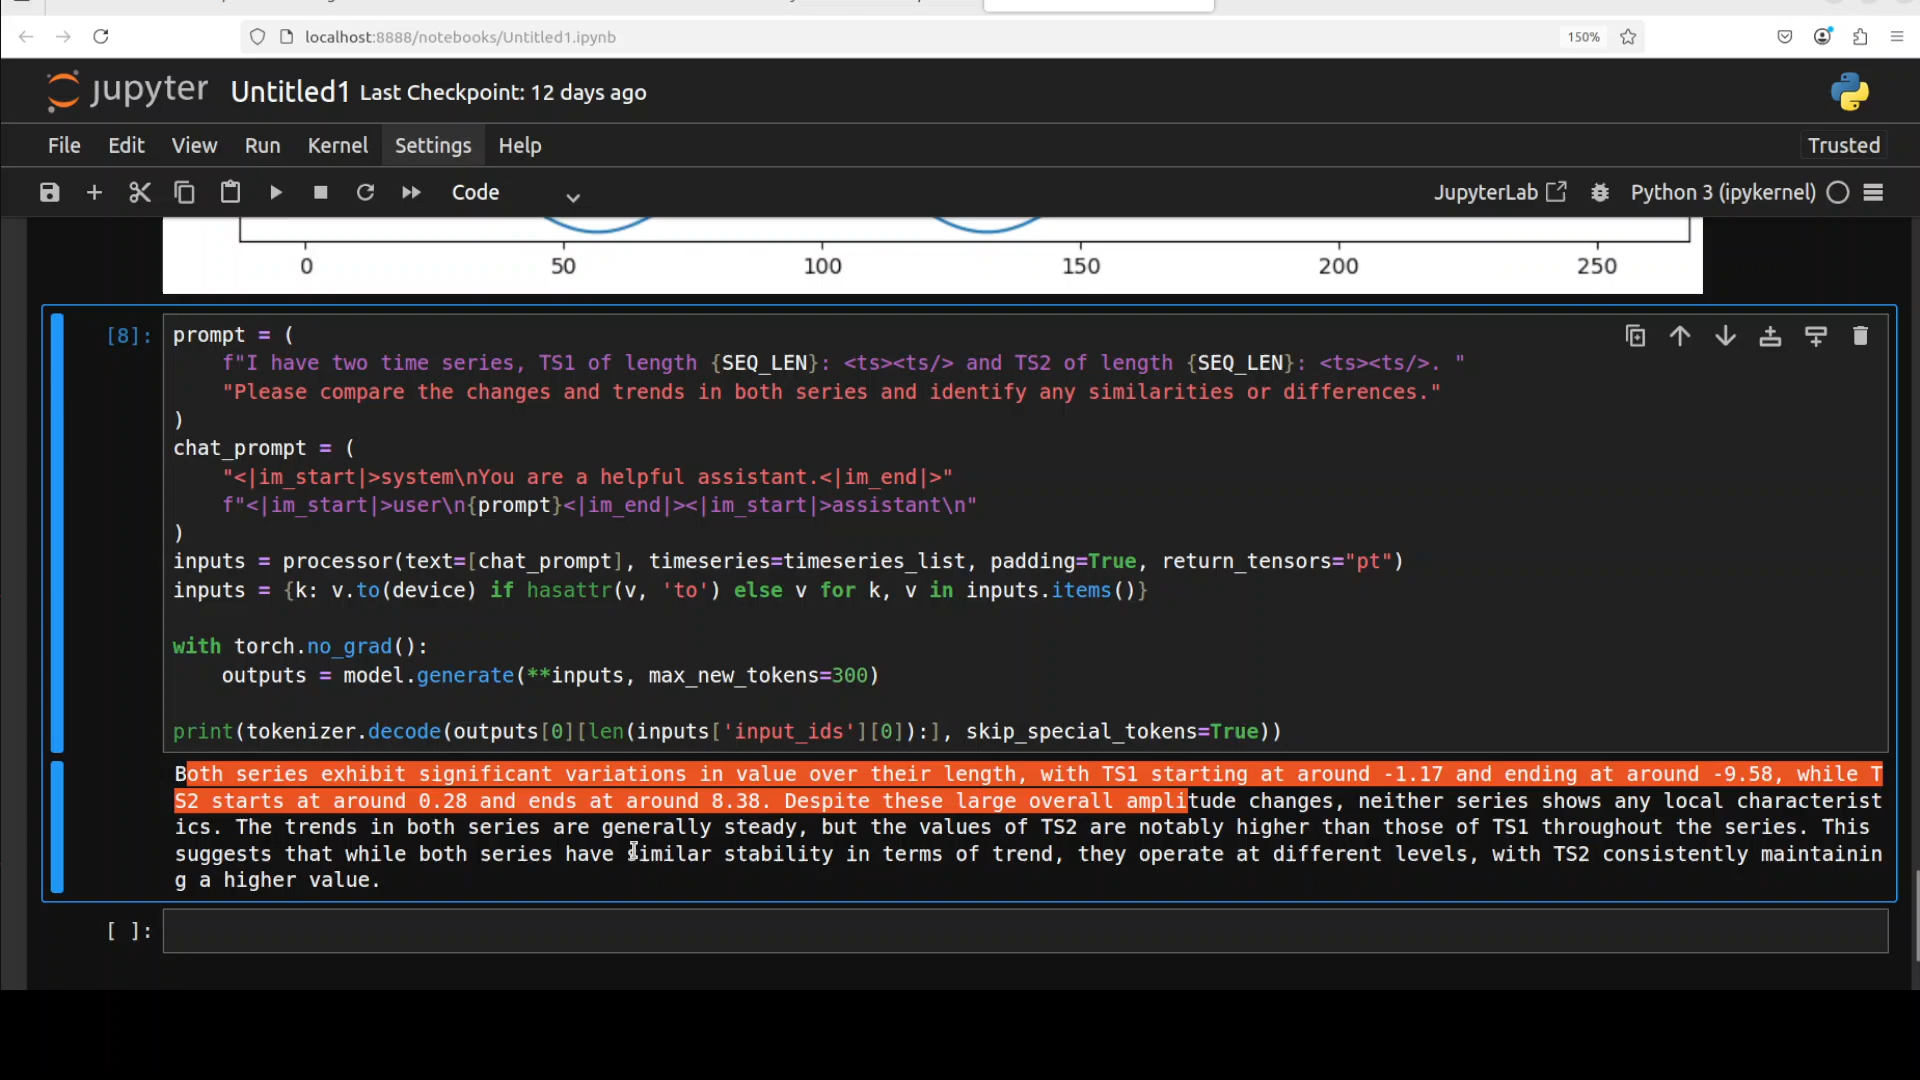 localhost:8888/notebooks/Untitled1.ipynb 150%
jupyter Untitled1 Last Checkpoint: 12 days ago
File Edit View Run Kernel Settings Help Trusted
Code JupyterLab Python 3 (ipykernel)
0 50 100 150 200 250
[8]: prompt = (
f"I have two time series, TS1 of length {SEQ_LEN}: <ts><ts/> and TS2 of length {SEQ_LEN}: <ts><ts/>. "
"Please compare the changes and trends in both series and identify any similarities or differences."
)
chat_prompt = (
"<|im_start|>system\nYou are a helpful assistant.<|im_end|>"
f"<|im_start|>user\n{prompt}<|im_end|><|im_start|>assistant\n"
)
inputs = processor(text=[chat_prompt], timeseries=timeseries_list, padding=True, return_tensors="pt")
inputs = {k: v.to(device) if hasattr(v, 'to') else v for k, v in inputs.items()}
with torch.no_grad():
outputs = model.generate(**inputs, max_new_tokens=300)
print(tokenizer.decode(outputs[0][len(inputs['input_ids'][0]):], skip_special_tokens=True))
Both series exhibit significant variations in value over their length, with TS1 starting at around -1.17 and ending at around -9.58, while T
S2 starts at around 0.28 and ends at around 8.38. Despite these large overall amplitude changes, neither series shows any local characterist
ics. The trends in both series are generally steady, but the values of TS2 are notably higher than those of TS1 throughout the series. This
suggests that while both series have similar stability in terms of trend, they operate at different levels, with TS2 consistently maintainin
g a higher value.
[ ]: